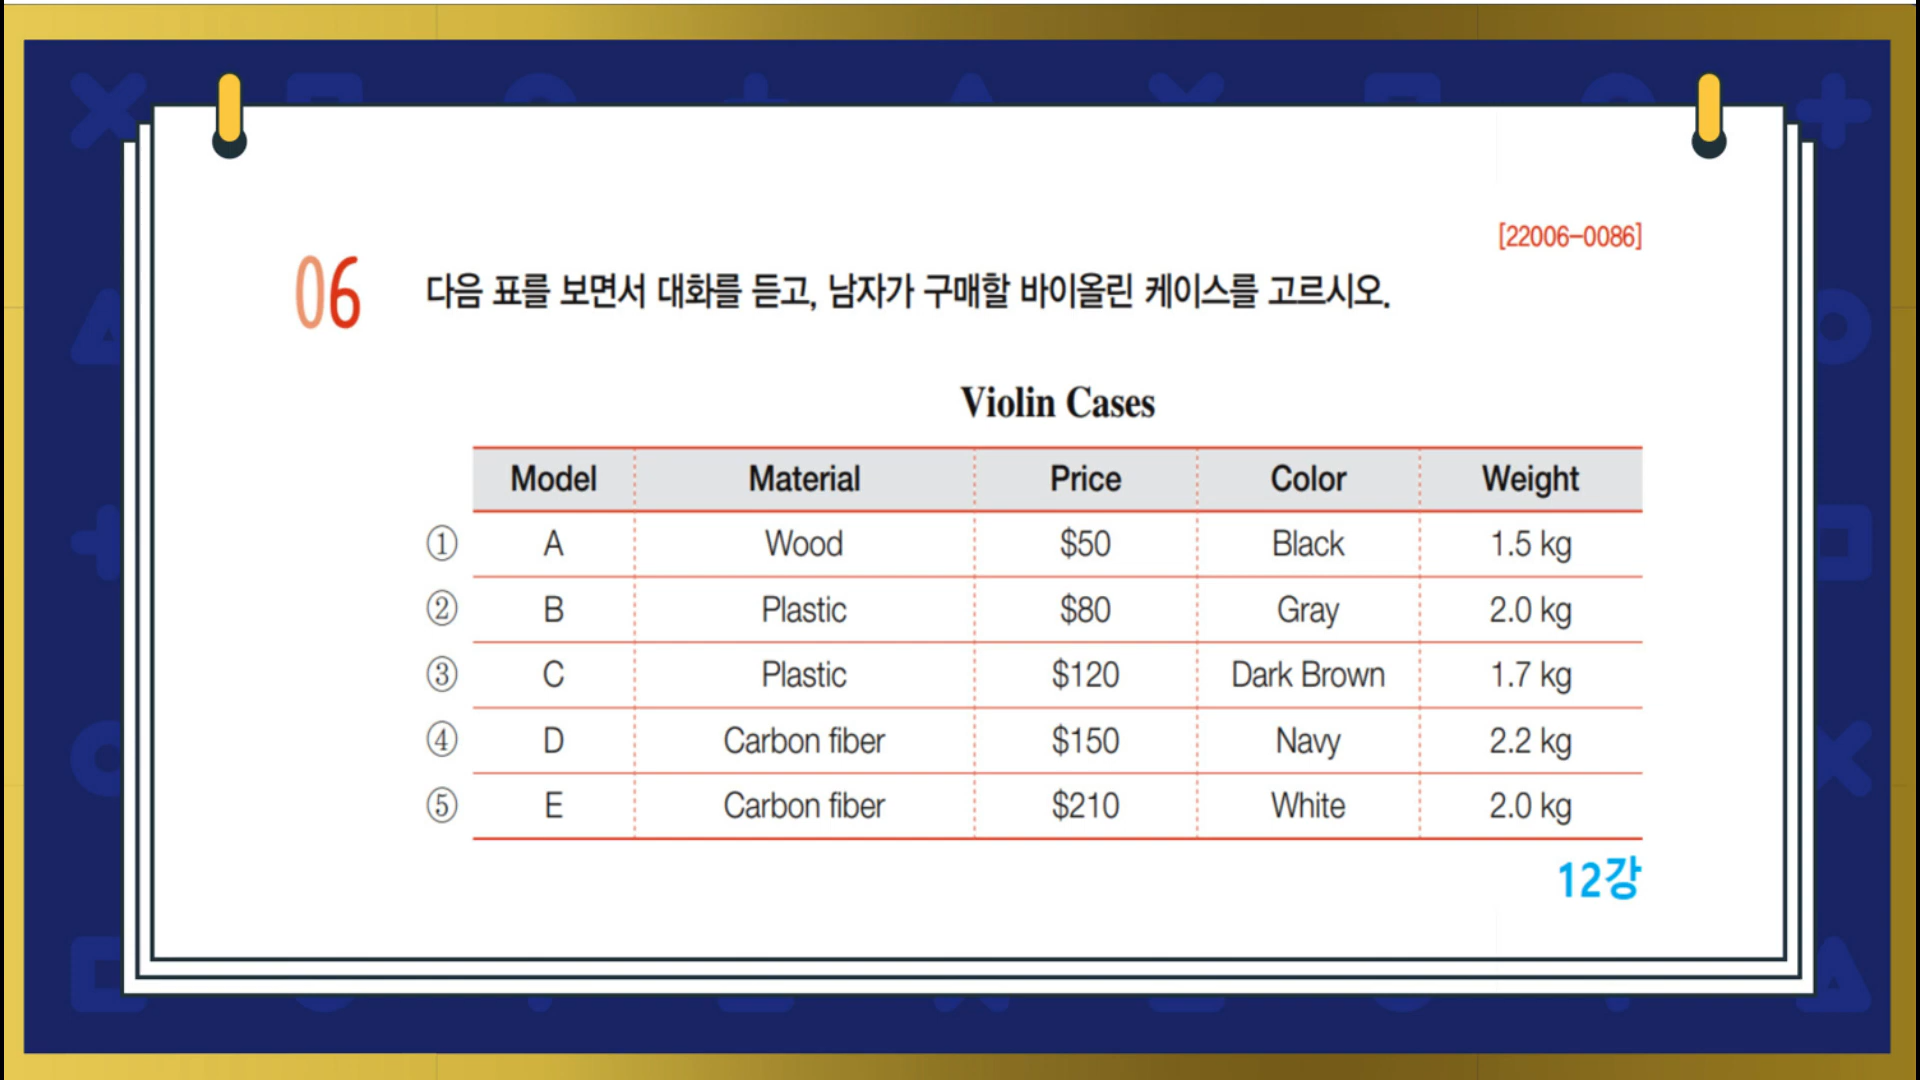 [22006-0086]
06 다음 표를 보면서 대화를 듣고, 남자가 구매할 바이올린 케이스를 고르시오.
Violin Cases
Model Material Price Color Weight
① A Wood $50 Black 1.5 kg
② B Plastic $80 Gray 2.0 kg
③ C Plastic $120 Dark Brown 1.7 kg
④ D Carbon fiber $150 Navy 2.2 kg
⑤ E Carbon fiber $210 White 2.0 kg
12강